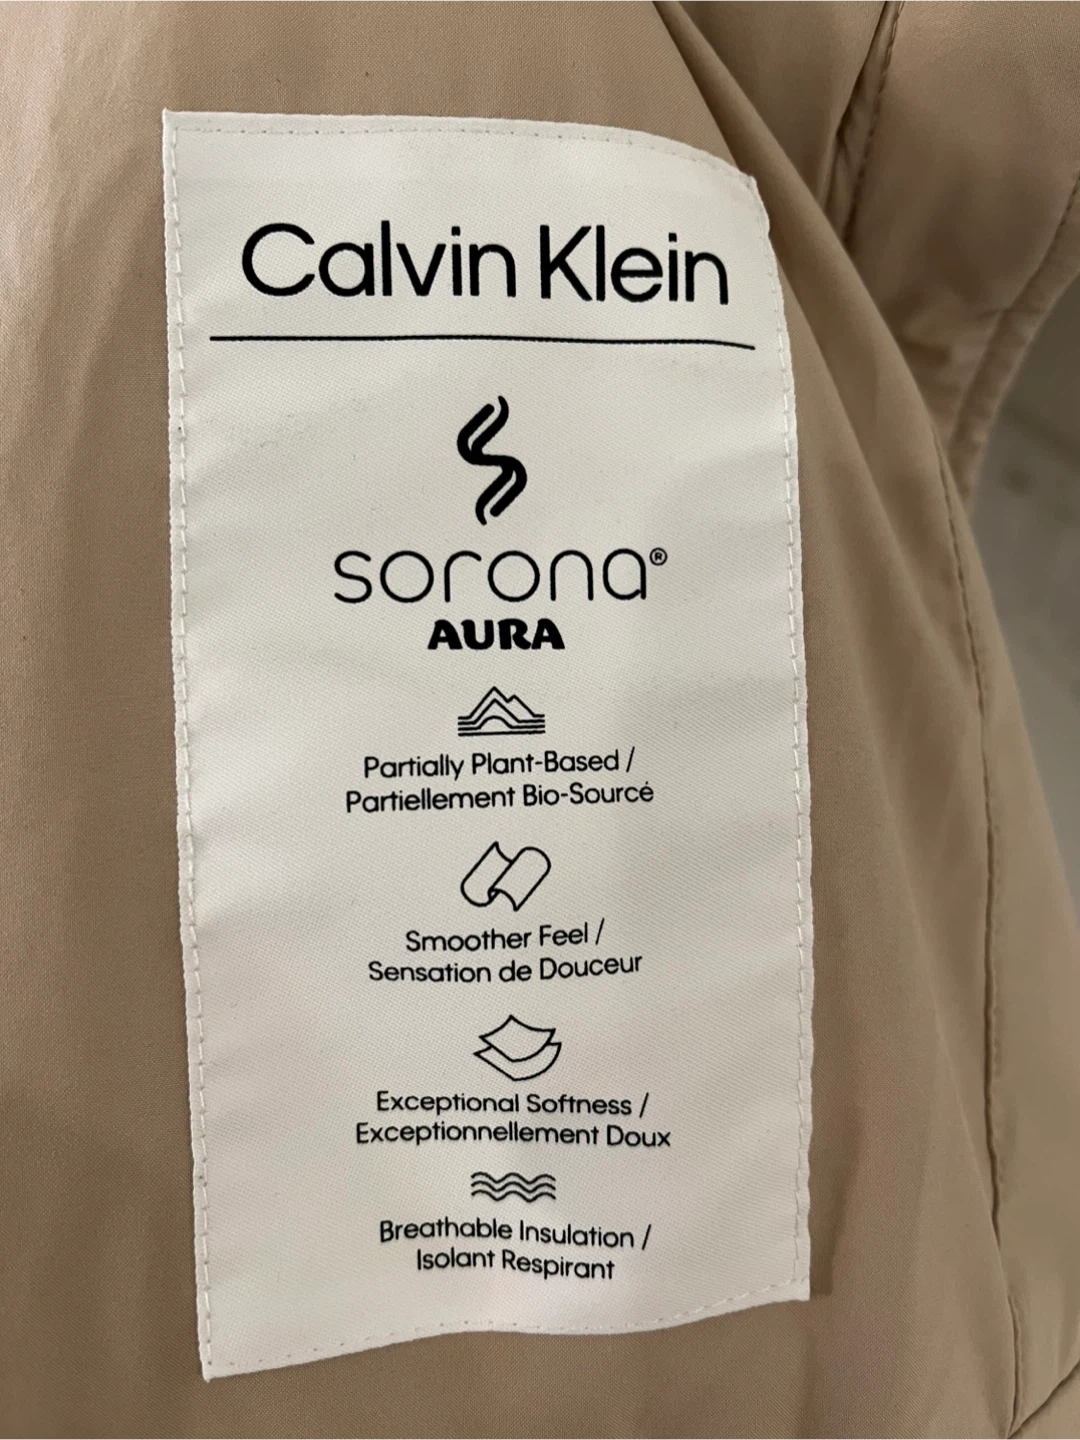 Calvin Klein
sorona®
AURA
Partially Plant-Based /
Partiellement Bio-Sourcé
Smoother Feel /
Sensation de Douceur
Exceptional Softness /
Exceptionnellement Doux
Breathable Insulation /
Isolant Respirant